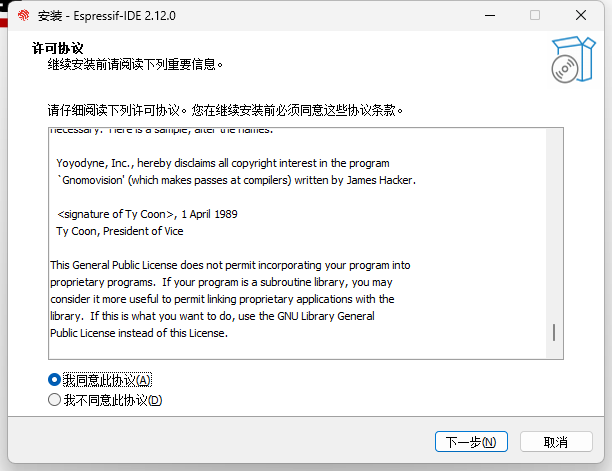 安装 - Espressif-IDE 2.12.0
许可协议
继续安装前请阅读下列重要信息。
请仔细阅读下列许可协议。您在继续安装前必须同意这些协议条款。
necessary. Here is a sample; alter the names:
Yoyodyne, Inc., hereby disclaims all copyright interest in the program
`Gnomovision' (which makes passes at compilers) written by James Hacker.
<signature of Ty Coon>, 1 April 1989
Ty Coon, President of Vice
This General Public License does not permit incorporating your program into
proprietary programs. If your program is a subroutine library, you may
consider it more useful to permit linking proprietary applications with the
library. If this is what you want to do, use the GNU Library General
Public License instead of this License.
我同意此协议(A)
我不同意此协议(D)
下一步(N)
取消